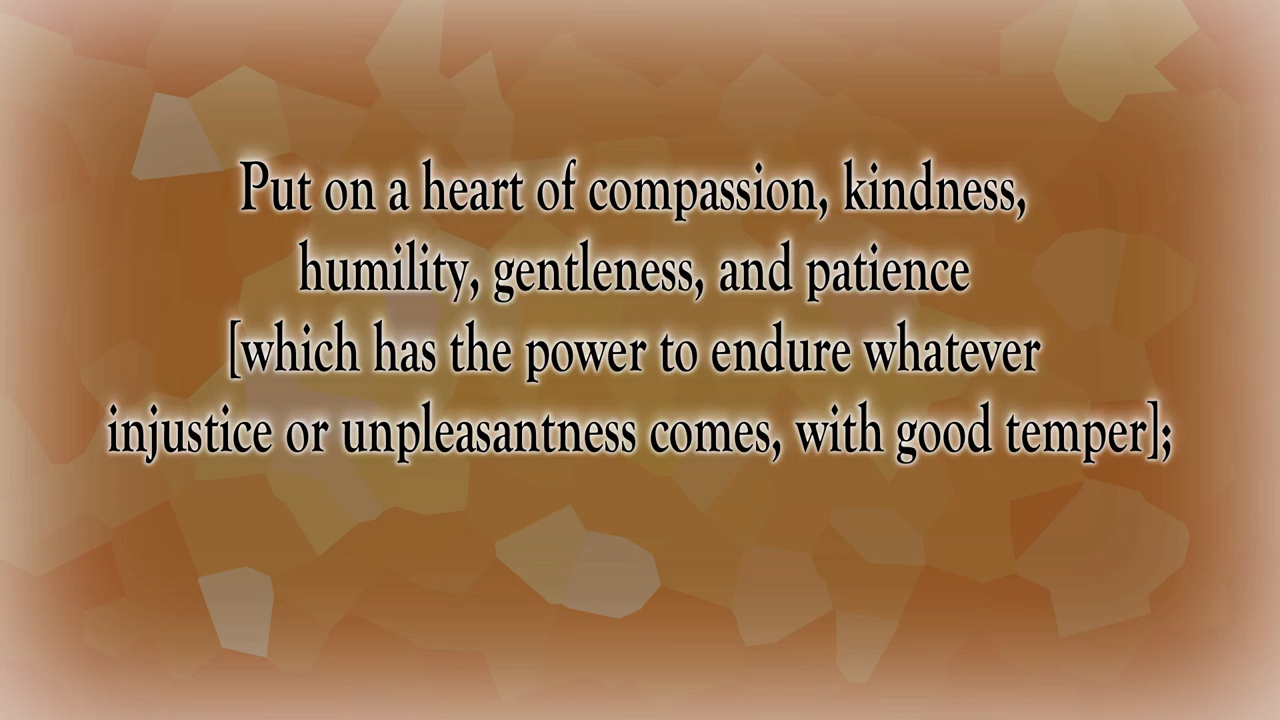 Put on a heart of compassion, kindness,
humility, gentleness, and patience
[which has the power to endure whatever
injustice or unpleasantness comes, with good temper];